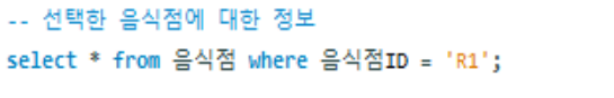 -- 선택한 음식점에 대한 정보
select * from 음식점 where 음식점ID = 'R1';